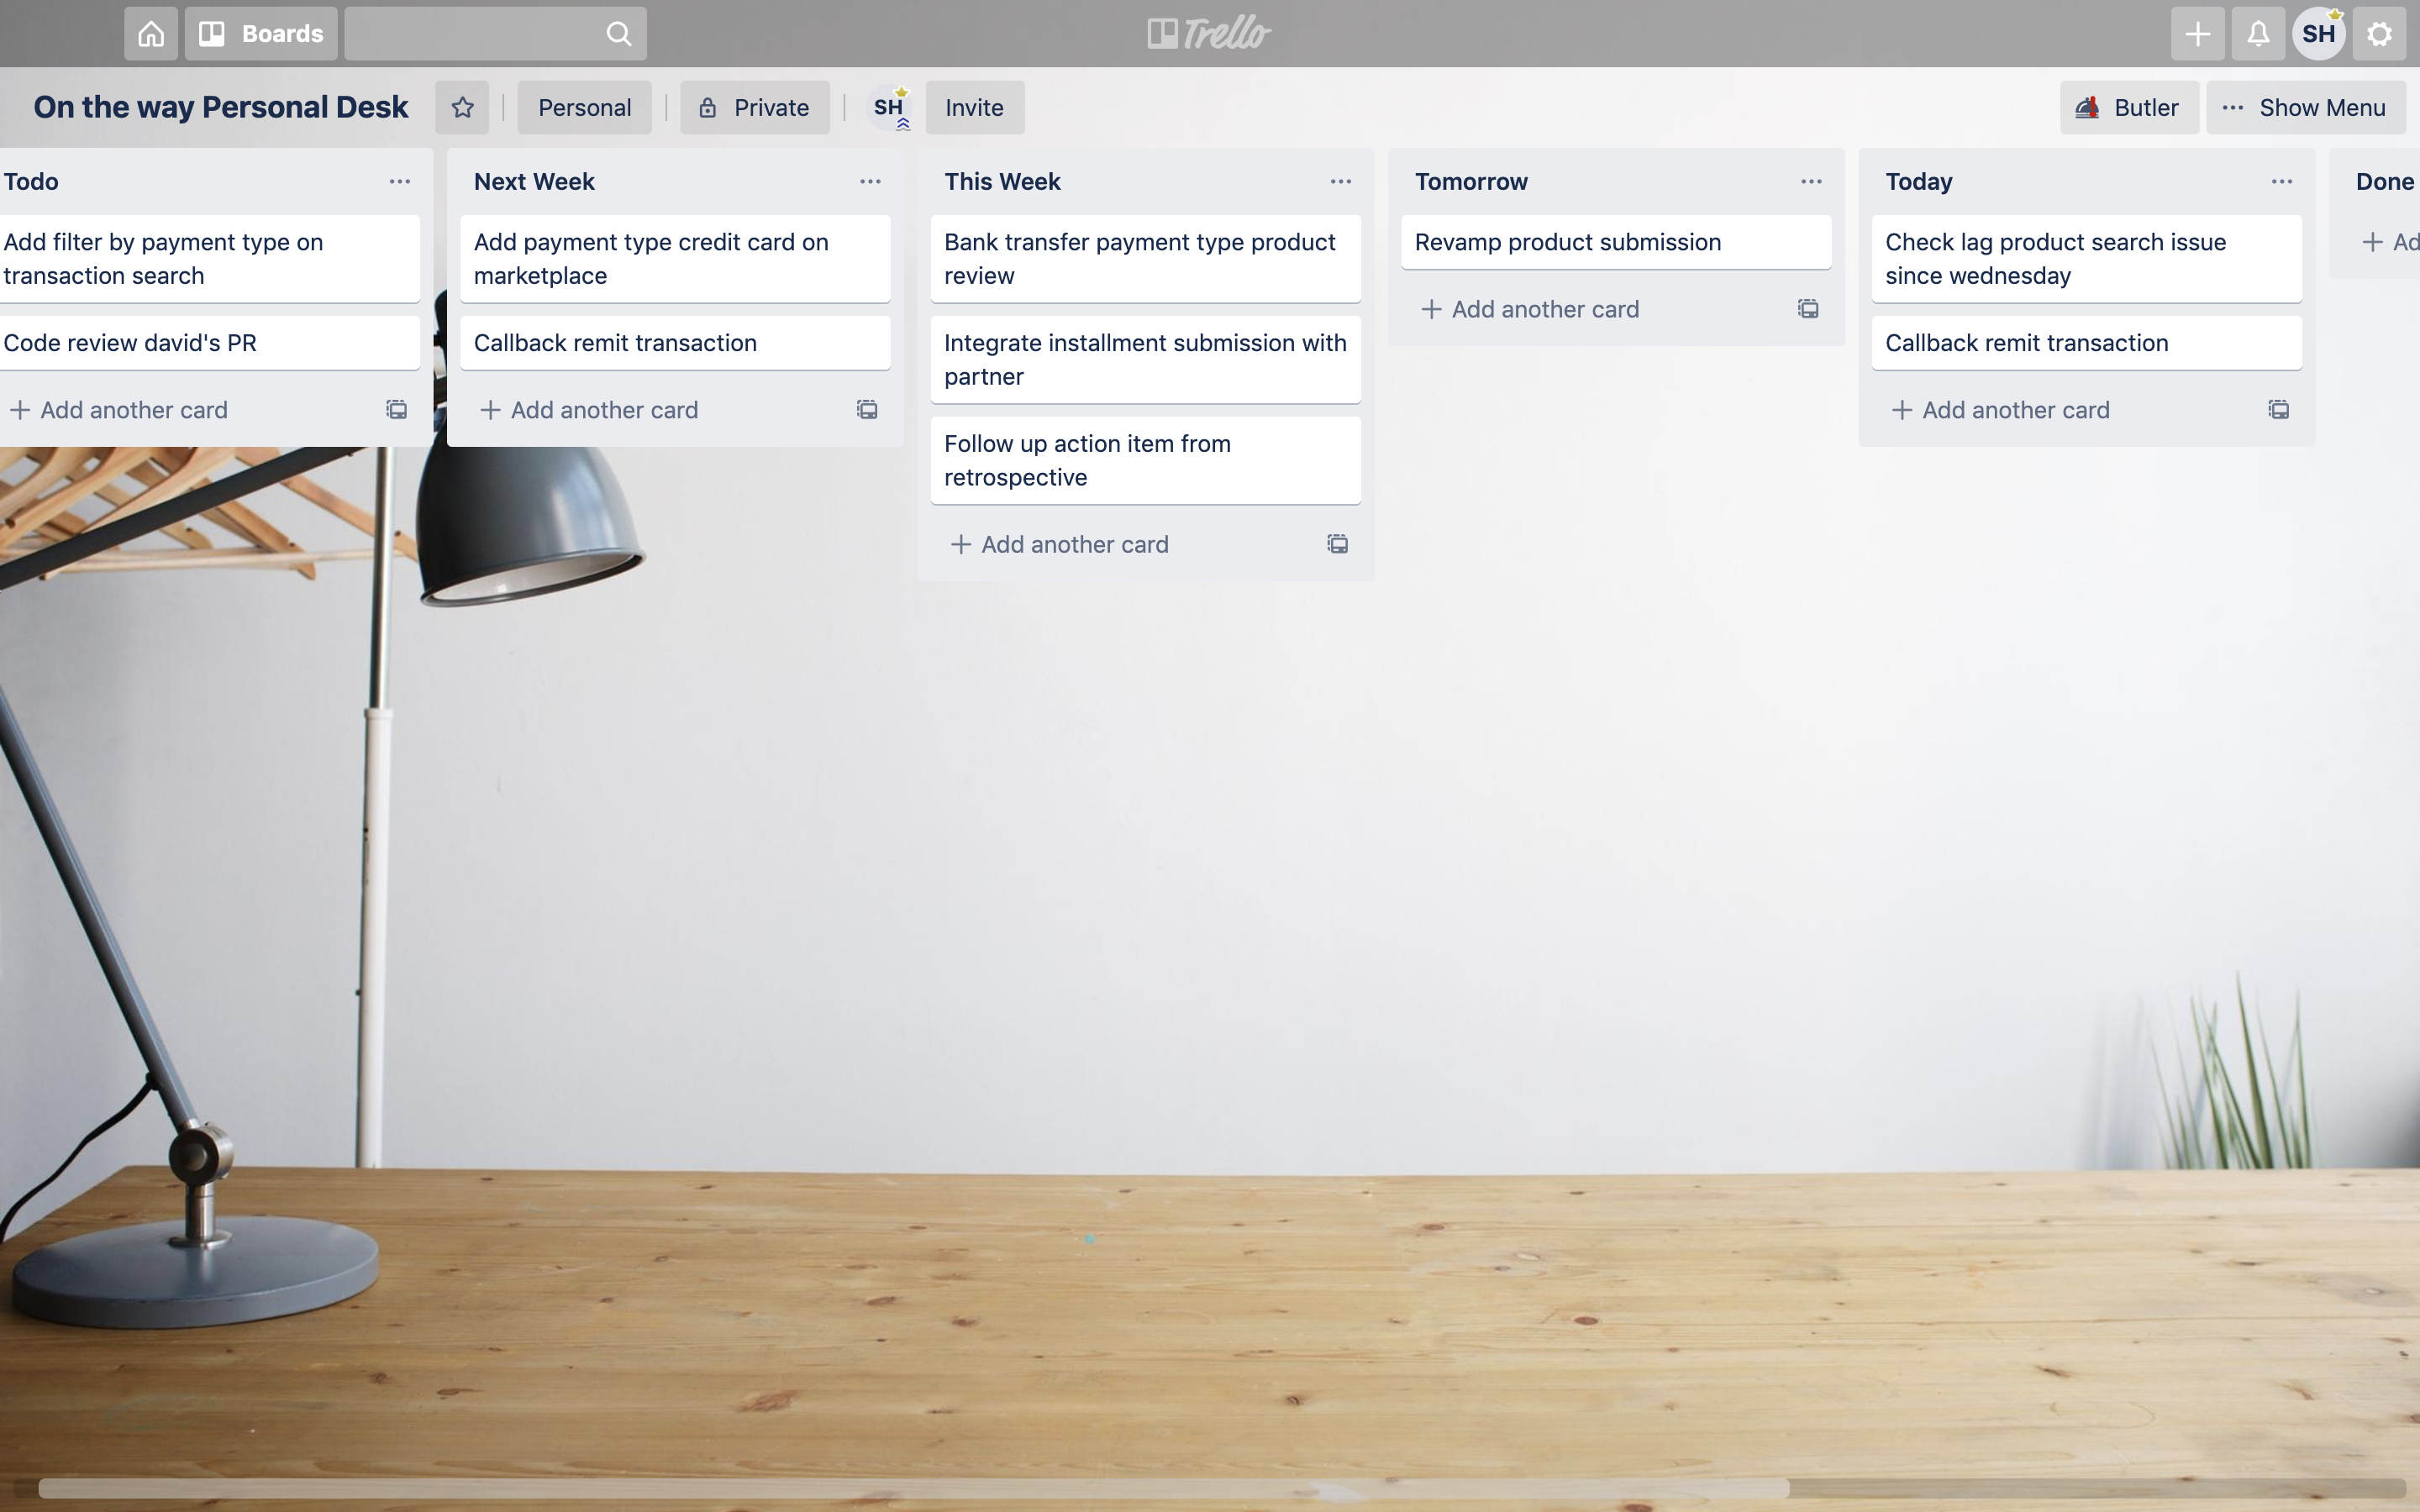 Boards
Trello
SH
On the way Personal Desk
Personal
Private
SH
Invite
Butler
Show Menu
Todo
Add filter by payment type on
transaction search
Code review david's PR
Add another card
Next Week
Add payment type credit card on
marketplace
Callback remit transaction
Add another card
This Week
Bank transfer payment type product
review
Integrate installment submission with
partner
Follow up action item from
retrospective
Add another card
Tomorrow
Revamp product submission
Add another card
Today
Check lag product search issue
since wednesday
Callback remit transaction
Add another card
Done
Ad